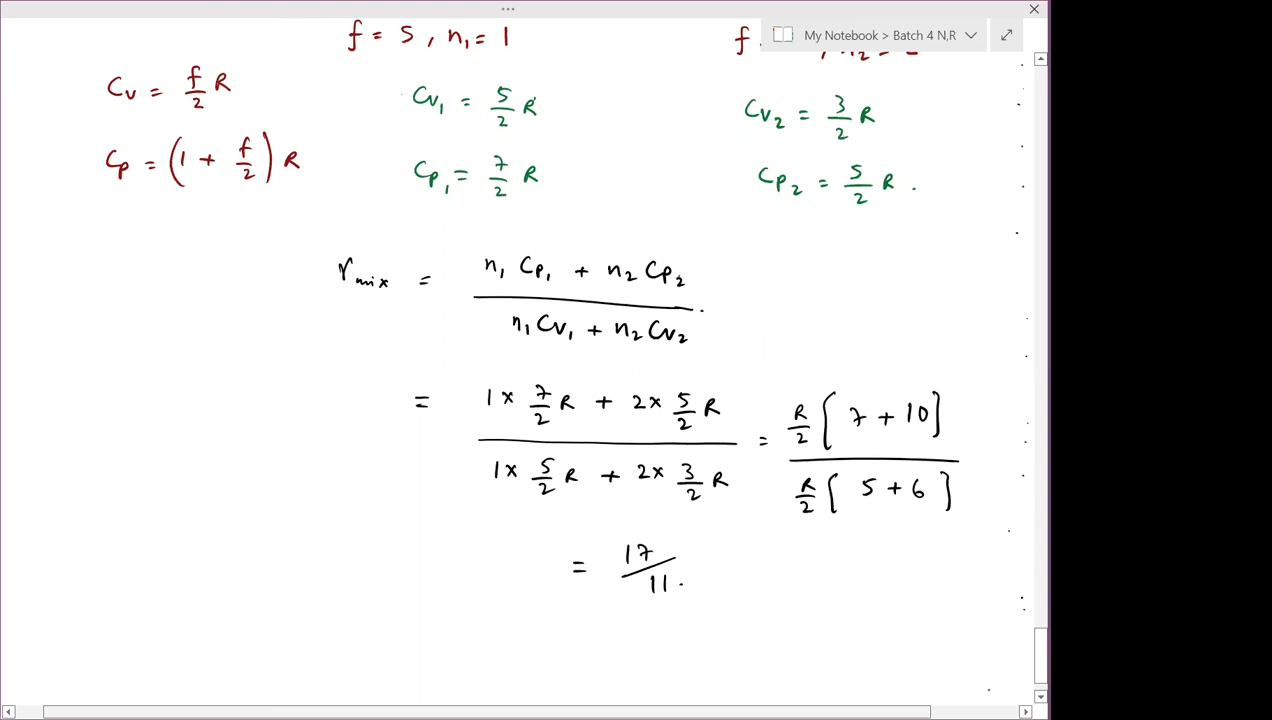 My Notebook > Batch 4 N,R
f = 5 , n₁ = 1
f
Cv = f/2 R
Cv₁ = 5/2 R
Cv₂ = 3/2 R
Cp = (1 + f/2) R
Cp₁ = 7/2 R
Cp₂ = 5/2 R .
γmix = (n₁ Cp₁ + n₂ Cp₂) / (n₁ Cv₁ + n₂ Cv₂)
= (1 × 7/2 R + 2 × 5/2 R) / (1 × 5/2 R + 2 × 3/2 R) = R/2 [ 7 + 10 ] / R/2 [ 5 + 6 ]
= 17/11.